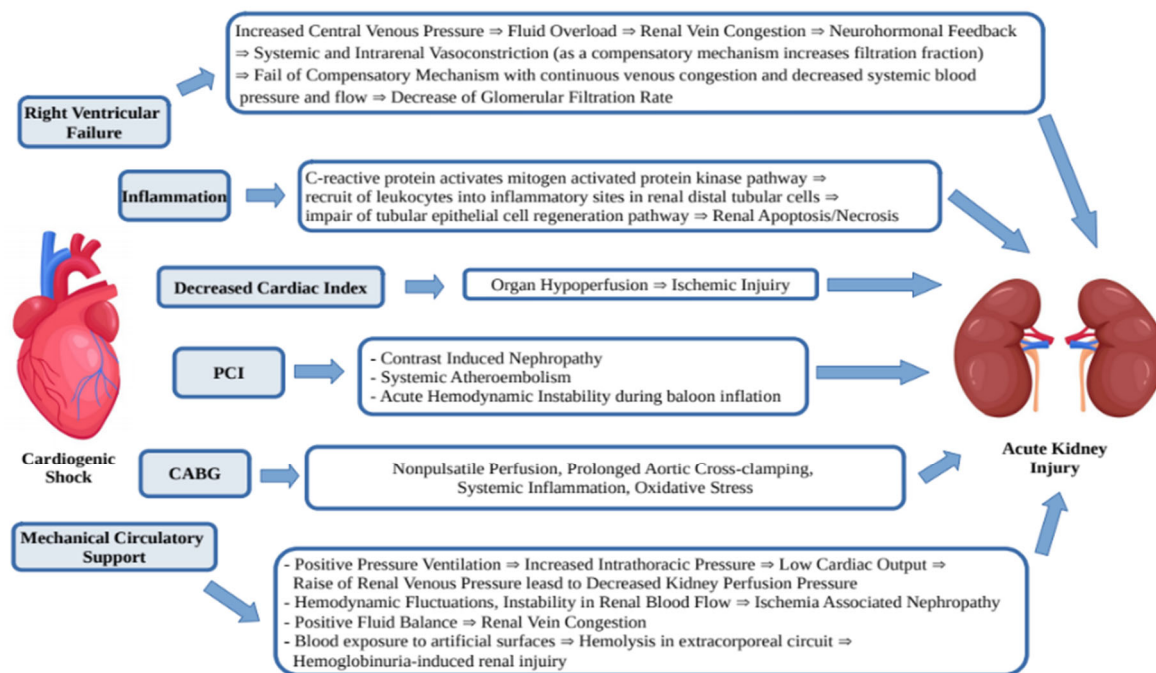 Increased Central Venous Pressure ⇒ Fluid Overload ⇒ Renal Vein Congestion ⇒ Neurohormonal Feedback
⇒ Systemic and Intrarenal Vasoconstriction (as a compensatory mechanism increases filtration fraction)
⇒ Fail of Compensatory Mechanism with continuous venous congestion and decreased systemic blood
pressure and flow ⇒ Decrease of Glomerular Filtration Rate
Right Ventricular
Failure
Inflammation
C-reactive protein activates mitogen activated protein kinase pathway ⇒
recruit of leukocytes into inflammatory sites in renal distal tubular cells ⇒
impair of tubular epithelial cell regeneration pathway ⇒ Renal Apoptosis/Necrosis
Decreased Cardiac Index
Organ Hypoperfusion ⇒ Ischemic Injuiry
PCI
- Contrast Induced Nephropathy
- Systemic Atheroembolism
- Acute Hemodynamic Instability during baloon inflation
Cardiogenic
Shock
Acute Kidney
Injury
CABG
Nonpulsatile Perfusion, Prolonged Aortic Cross-clamping,
Systemic Inflammation, Oxidative Stress
Mechanical Circulatory
Support
- Positive Pressure Ventilation ⇒ Increased Intrathoracic Pressure ⇒ Low Cardiac Output ⇒
Raise of Renal Venous Pressure leasd to Decreased Kidney Perfusion Pressure
- Hemodynamic Fluctuations, Instability in Renal Blood Flow ⇒ Ischemia Associated Nephropathy
- Positive Fluid Balance ⇒ Renal Vein Congestion
- Blood exposure to artificial surfaces ⇒ Hemolysis in extracorporeal circuit ⇒
Hemoglobinuria-induced renal injuiry